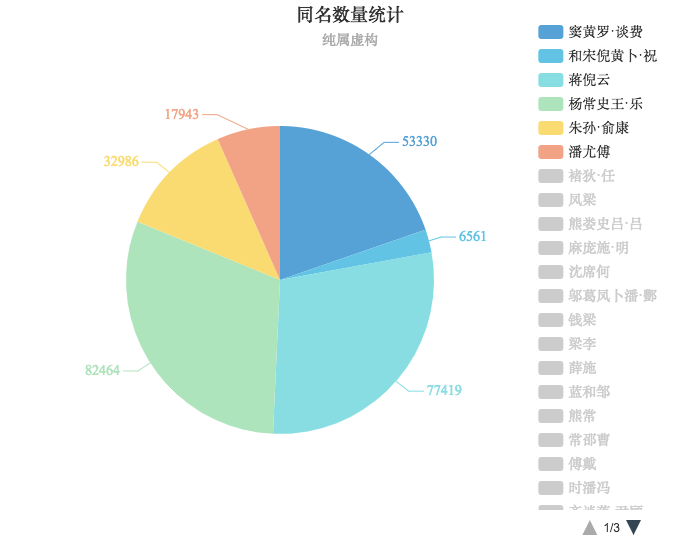 同名数量统计
纯属虚构
53330
6561
77419
82464
32986
17943
窦黄罗·谈费
和宋倪黄卜·祝
蒋倪云
杨常史王·乐
朱孙·俞康
潘尤傅
褚狄·任
凤梁
熊娄史吕·吕
麻庞施·明
沈席何
邬葛凤卜潘·酆
钱梁
梁李
薛施
蓝和邹
熊常
常邵曹
傅戴
时潘冯
1/3